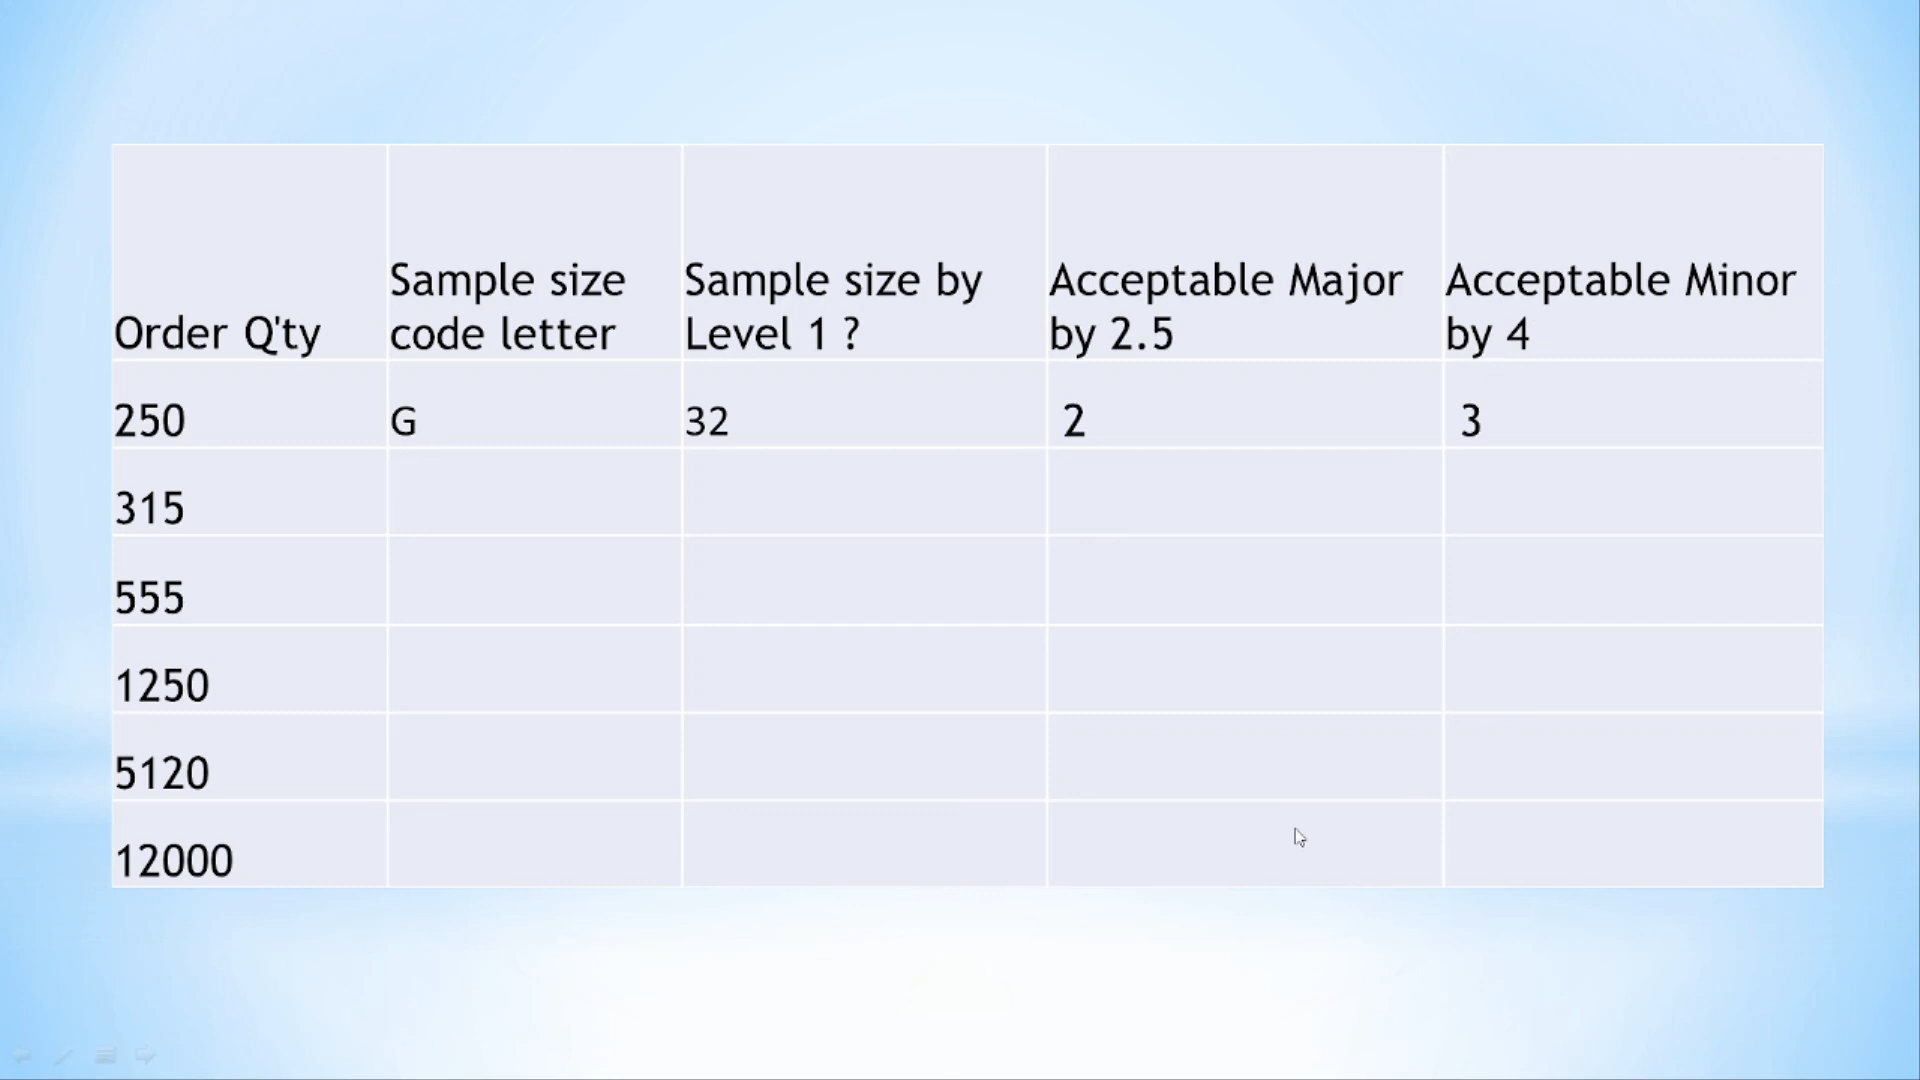 Order Q'ty
Sample size
code letter
Sample size by
Level 1 ?
Acceptable Major
by 2.5
Acceptable Minor
by 4
250 G 32 2 3
315
555
1250
5120
12000